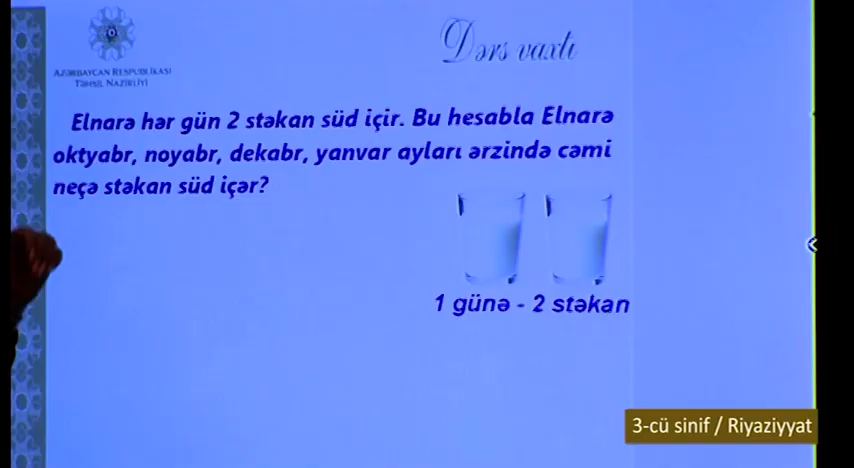 Dərs vaxtı
AZƏRBAYCAN RESPUBLİKASI
TƏHSİL NAZİRLİYİ
Elnarə hər gün 2 stəkan süd içir. Bu hesabla Elnarə
oktyabr, noyabr, dekabr, yanvar ayları ərzində cəmi
neçə stəkan süd içər?
1 günə - 2 stəkan
3-cü sinif / Riyaziyyat